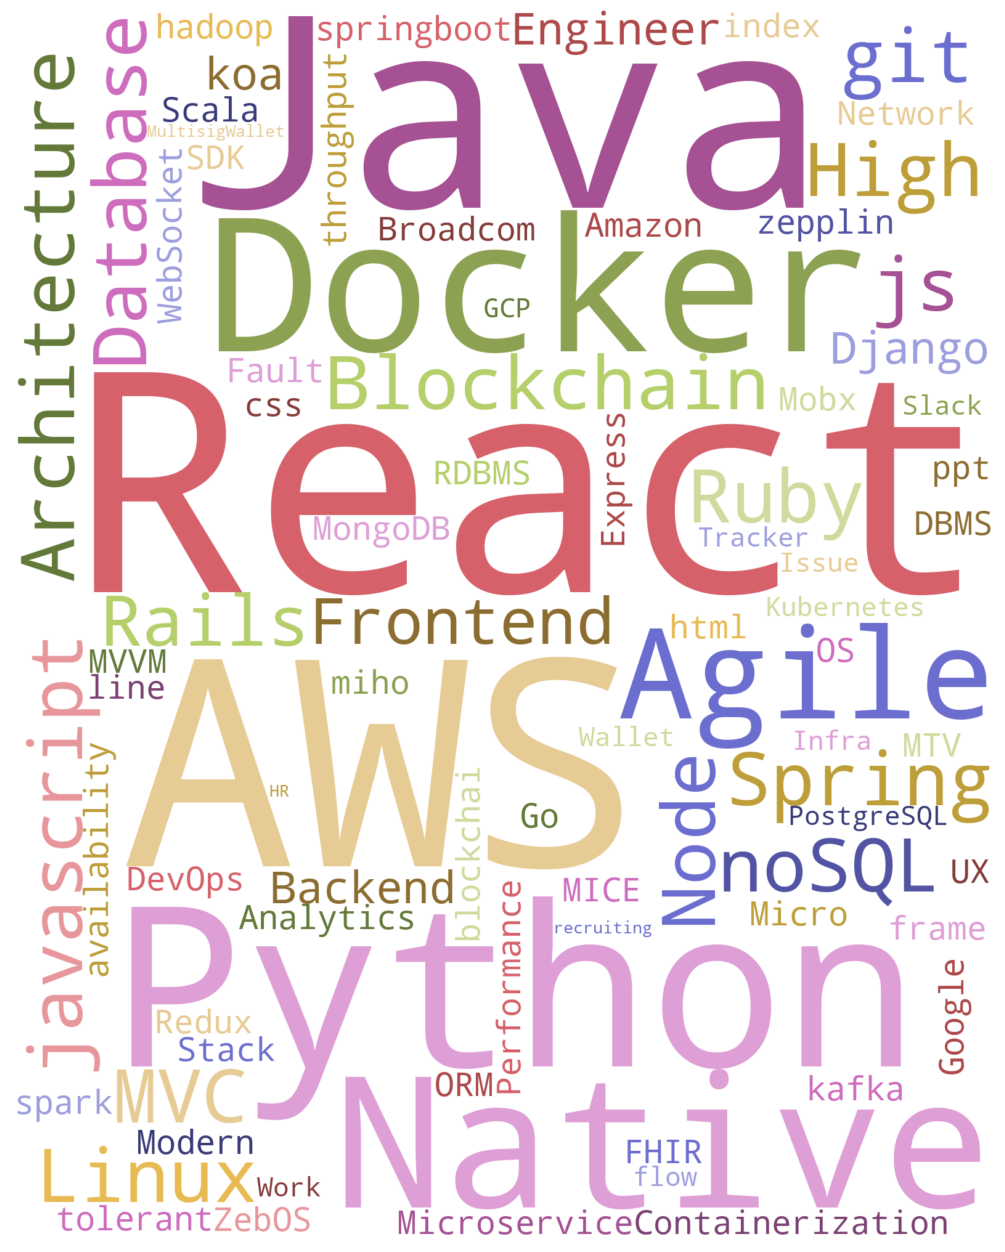 hadoop
springboot
Engineer
index
Java
git
koa
Scala
MultisigWallet
SDK
throughput
Network
High
Database
Architecture
WebSocket
Broadcom
Amazon
zepplin
Docker
GCP
js
Django
Fault
css
Blockchain
Mobx
Slack
React
RDBMS
MongoDB
Express
Ruby
ppt
DBMS
Tracker
Issue
Kubernetes
Rails
Frontend
html
OS
Agile
MVVM
line
miho
javascript
AWS
HR
Wallet
Infra
MTV
Spring
PostgreSQL
availability
blockchai
Go
Node
noSQL
UX
DevOps
Backend
MICE
Micro
Analytics
recruiting
frame
Python
Performance
Google
Redux
Stack
spark
MVC
ORM
kafka
Native
Modern
Linux
Work
FHIR
flow
tolerant
ZebOS
Microservice
Containerization